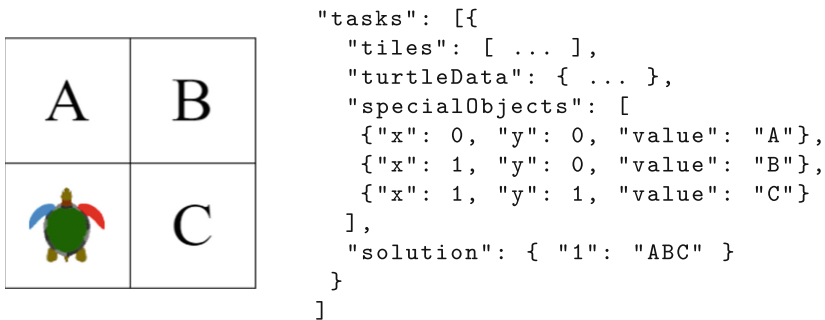 A B
C
"tasks": [{
"tiles": [ ... ],
"turtleData": { ... },
"specialObjects": [
{"x": 0, "y": 0, "value": "A"},
{"x": 1, "y": 0, "value": "B"},
{"x": 1, "y": 1, "value": "C"}
],
"solution": { "1": "ABC" }
}
]